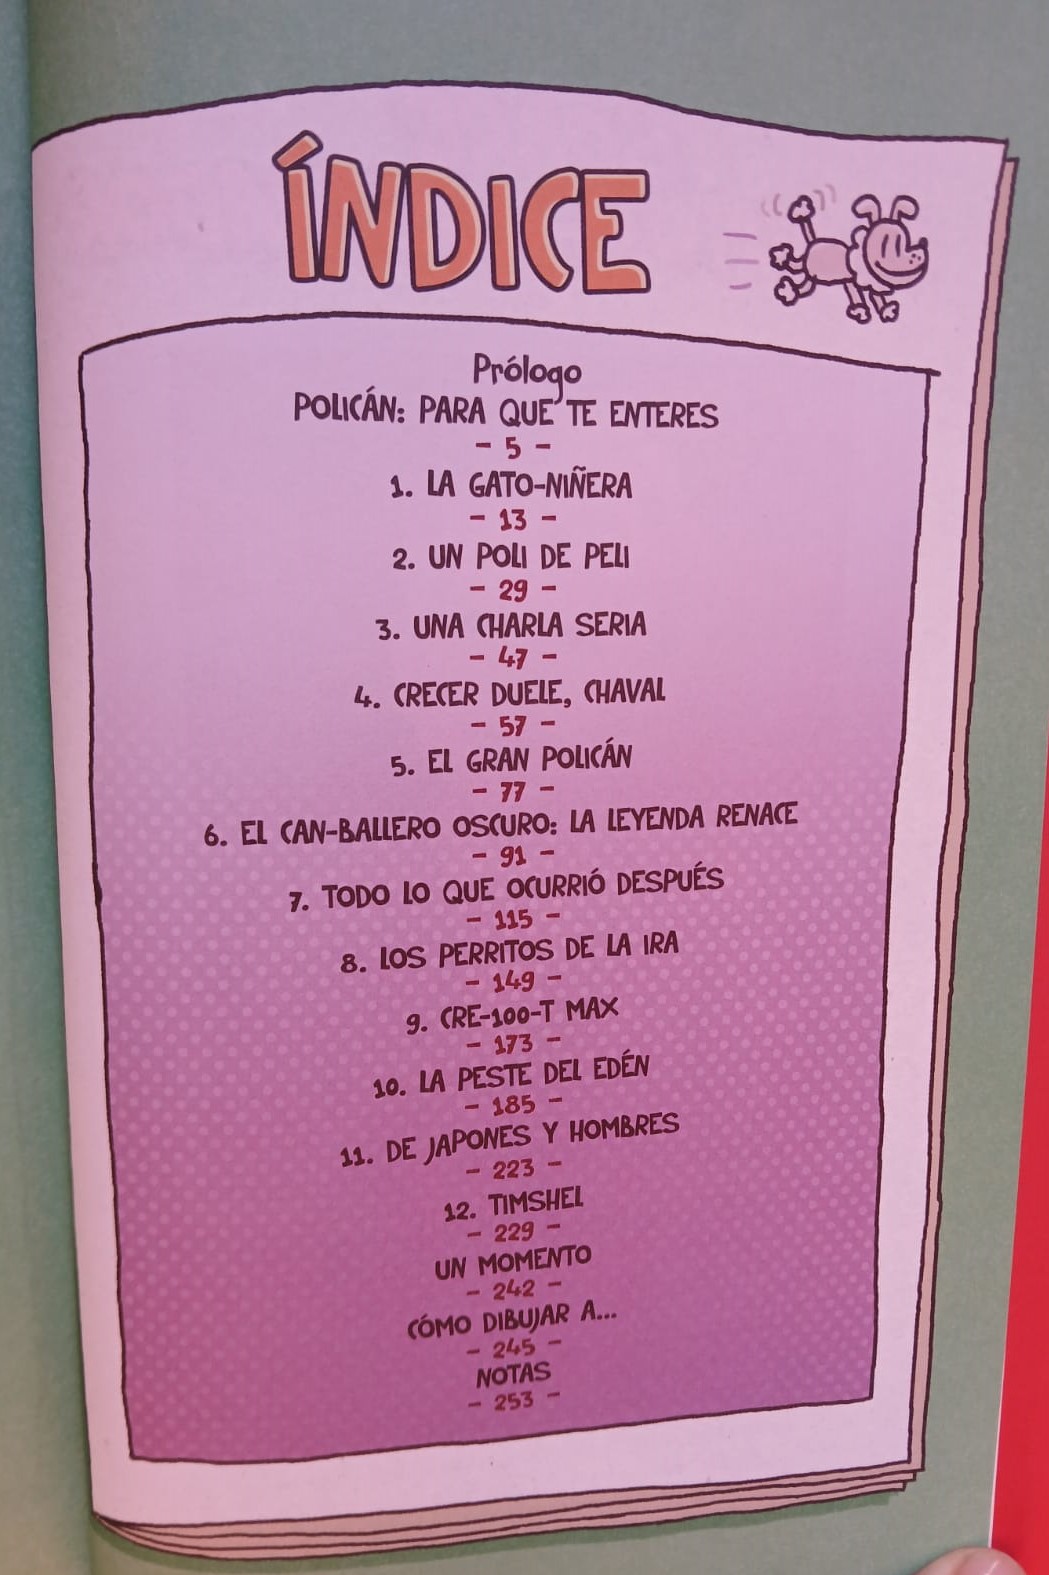 ÍNDICE
Prólogo
POLICÁN: PARA QUE TE ENTERES
- 5 -
1. LA GATO-NIÑERA
- 13 -
2. UN POLI DE PELI
- 29 -
3. UNA CHARLA SERIA
- 47 -
4. CRECER DUELE, CHAVAL
- 57 -
5. EL GRAN POLICÁN
- 77 -
6. EL CAN-BALLERO OSCURO: LA LEYENDA RENACE
- 91 -
7. TODO LO QUE OCURRIÓ DESPUÉS
- 115 -
8. LOS PERRITOS DE LA IRA
- 149 -
9. CRE-100-T MAX
- 173 -
10. LA PESTE DEL EDÉN
- 185 -
11. DE JAPONES Y HOMBRES
- 223 -
12. TIMSHEL
- 229 -
UN MOMENTO
- 242 -
CÓMO DIBUJAR A...
- 245 -
NOTAS
- 253 -